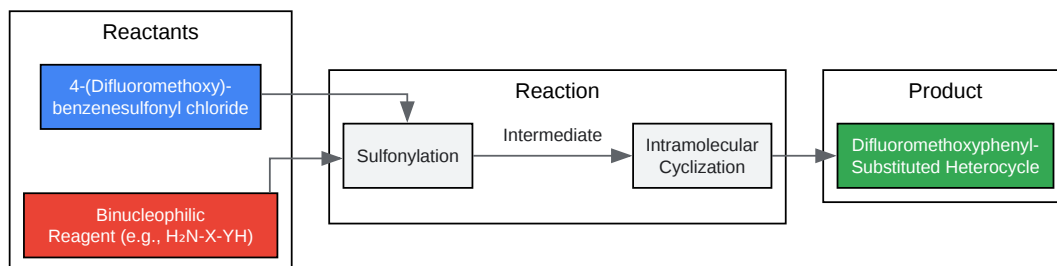 Reactants
4-(Difluoromethoxy)-
benzenesulfonyl chloride
Binucleophilic
Reagent (e.g., H₂N-X-YH)
Reaction
Sulfonylation
Intermediate
Intramolecular
Cyclization
Product
Difluoromethoxyphenyl-
Substituted Heterocycle